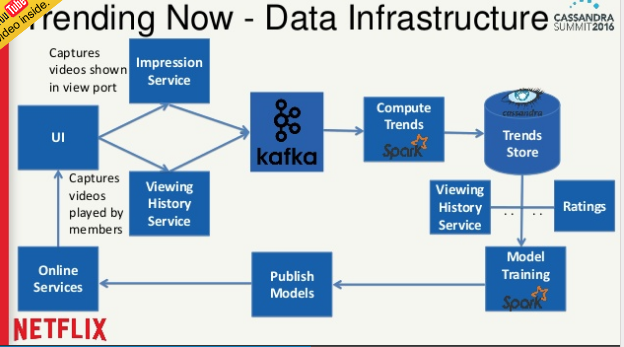 YouTube
video inside.
Trending Now - Data Infrastructure
CASSANDRA
SUMMIT2016
Captures
videos shown
in view port
Impression
Service
UI
kafka
Compute
Trends
Spark
cassandra
Trends
Store
Captures
videos
played by
members
Viewing
History
Service
Viewing
History
Service
.. ..
Ratings
Online
Services
Publish
Models
Model
Training
Spark
NETFLIX